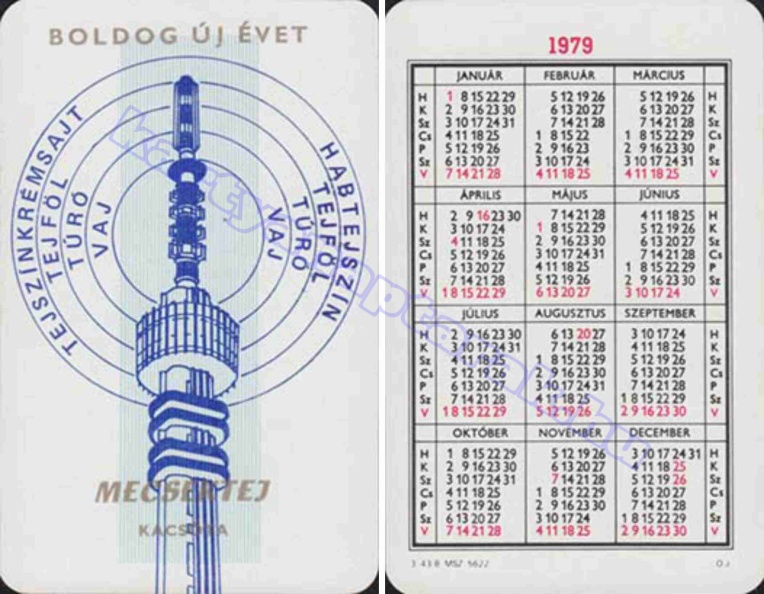 BOLDOG ÚJ ÉVET
TEJSZÍNKRÉMSAJT
TEJFÖL
TÚRÓ
VAJ
HABTEJSZÍN
TEJFÖL
TÚRÓ
VAJ
MECSEKTEJ
KACSÓTA
1979
JANUÁR FEBRUÁR MÁRCIUS
H 1 8 15 22 29 5 12 19 26 5 12 19 26 H
K 2 9 16 23 30 6 13 20 27 6 13 20 27 K
Sz 3 10 17 24 31 7 14 21 28 7 14 21 28 Sz
Cs 4 11 18 25 1 8 15 22 1 8 15 22 29 Cs
P 5 12 19 26 2 9 16 23 2 9 16 23 30 P
Sz 6 13 20 27 3 10 17 24 3 10 17 24 31 Sz
V 7 14 21 28 4 11 18 25 4 11 18 25 V
ÁPRILIS MÁJUS JÚNIUS
H 2 9 16 23 30 7 14 21 28 4 11 18 25 H
K 3 10 17 24 1 8 15 22 29 5 12 19 26 K
Sz 4 11 18 25 2 9 16 23 30 6 13 20 27 Sz
Cs 5 12 19 26 3 10 17 24 31 7 14 21 28 Cs
P 6 13 20 27 4 11 18 25 1 8 15 22 29 P
Sz 7 14 21 28 5 12 19 26 2 9 16 23 30 Sz
V 1 8 15 22 29 6 13 20 27 3 10 17 24 V
JÚLIUS AUGUSZTUS SZEPTEMBER
H 2 9 16 23 30 6 13 20 27 3 10 17 24 H
K 3 10 17 24 31 7 14 21 28 4 11 18 25 K
Sz 4 11 18 25 1 8 15 22 29 5 12 19 26 Sz
Cs 5 12 19 26 2 9 16 23 30 6 13 20 27 Cs
P 6 13 20 27 3 10 17 24 31 7 14 21 28 P
Sz 7 14 21 28 4 11 18 25 1 8 15 22 29 Sz
V 1 8 15 22 29 5 12 19 26 2 9 16 23 30 V
OKTÓBER NOVEMBER DECEMBER
H 1 8 15 22 29 5 12 19 26 3 10 17 24 31 H
K 2 9 16 23 30 6 13 20 27 4 11 18 25 K
Sz 3 10 17 24 31 7 14 21 28 5 12 19 26 Sz
Cs 4 11 18 25 1 8 15 22 29 6 13 20 27 Cs
P 5 12 19 26 2 9 16 23 30 7 14 21 28 P
Sz 6 13 20 27 3 10 17 24 1 8 15 22 29 Sz
V 7 14 21 28 4 11 18 25 2 9 16 23 30 V
3 43 8 MSZ 5622
kartyanaptarak.hu